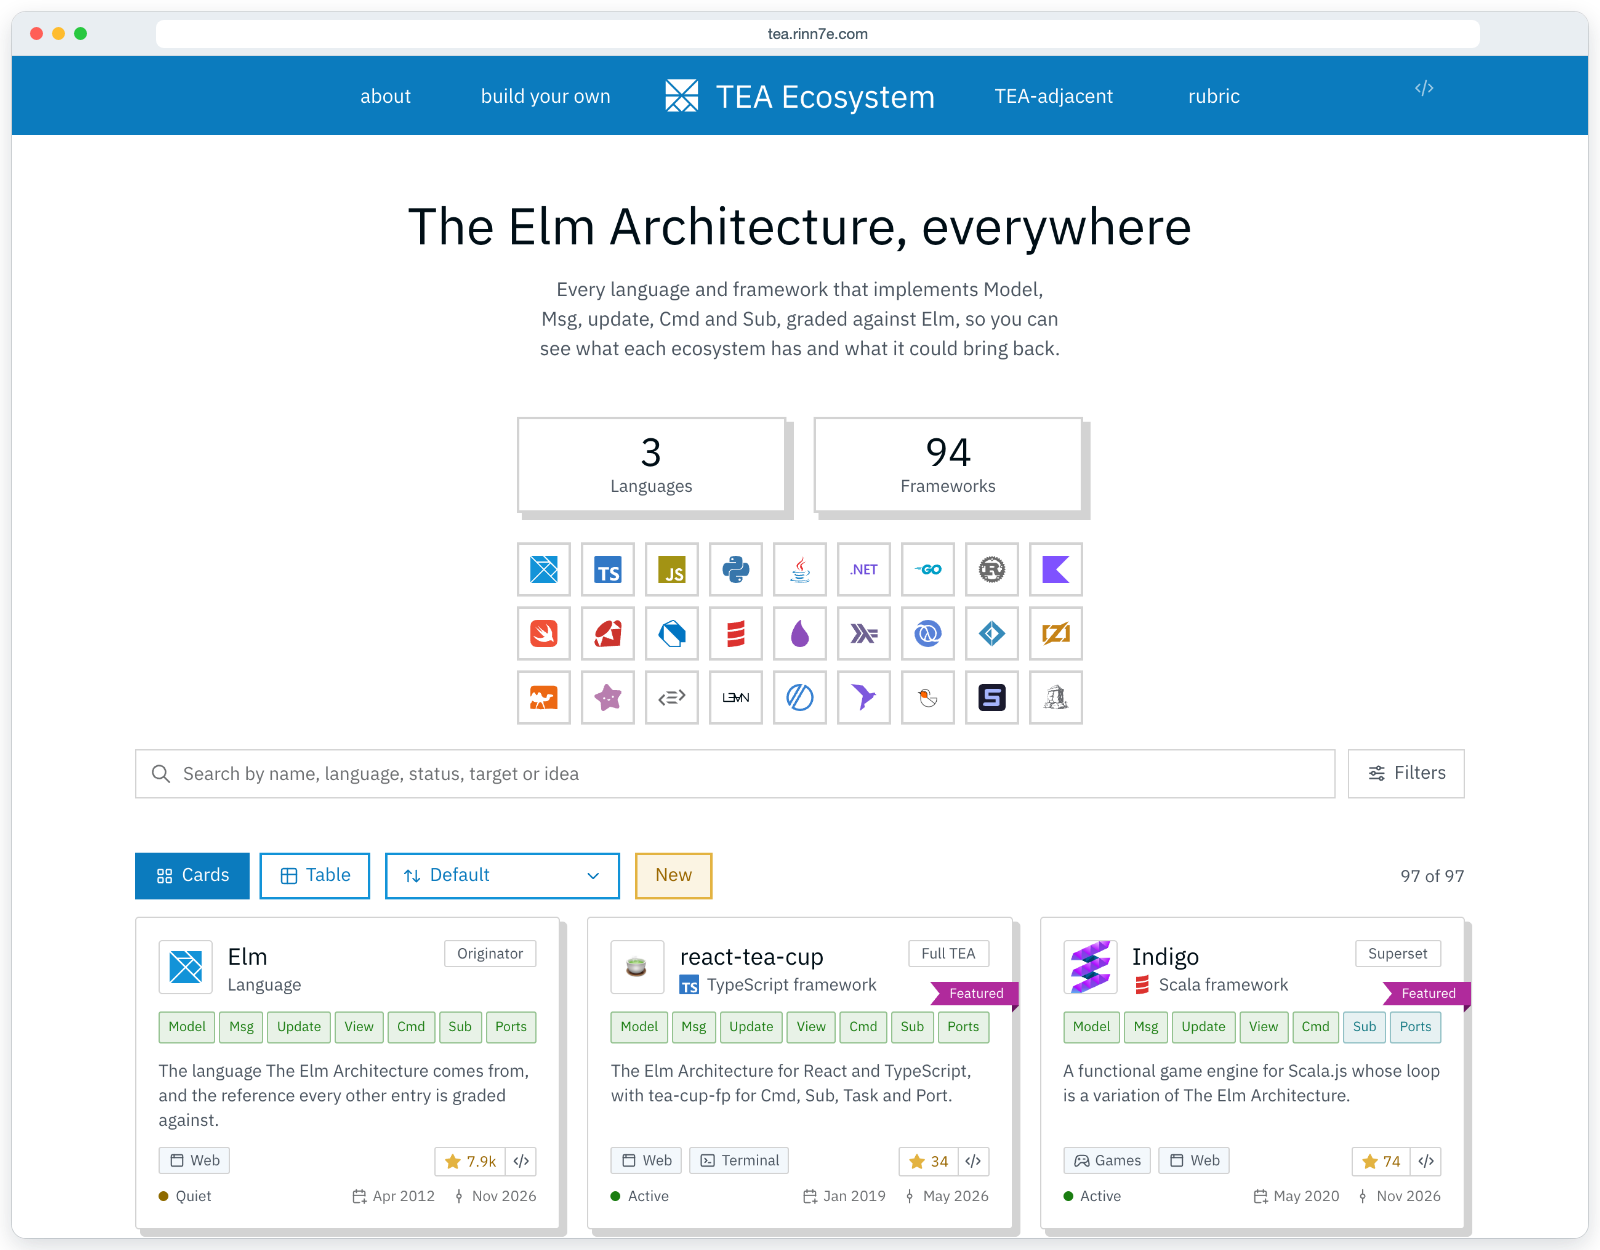 tea.rinn7e.com
about
build your own
TEA Ecosystem
TEA-adjacent
rubric
</>
The Elm Architecture, everywhere
Every language and framework that implements Model,
Msg, update, Cmd and Sub, graded against Elm, so you can
see what each ecosystem has and what it could bring back.
3
Languages
94
Frameworks
TS
JS
.NET
GO
R
S
Search by name, language, status, target or idea
Filters
Cards
Table
Default
New
97 of 97
Elm
Originator
Language
Model Msg Update View Cmd Sub Ports
The language The Elm Architecture comes from,
and the reference every other entry is graded
against.
Web
7.9k </>
Quiet
Apr 2012
Nov 2026
react-tea-cup
Full TEA
TS TypeScript framework
Featured
Model Msg Update View Cmd Sub Ports
The Elm Architecture for React and TypeScript,
with tea-cup-fp for Cmd, Sub, Task and Port.
Web
Terminal
34 </>
Active
Jan 2019
May 2026
Indigo
Superset
Scala framework
Featured
Model Msg Update View Cmd Sub Ports
A functional game engine for Scala.js whose loop
is a variation of The Elm Architecture.
Games
Web
74 </>
Active
May 2020
Nov 2026